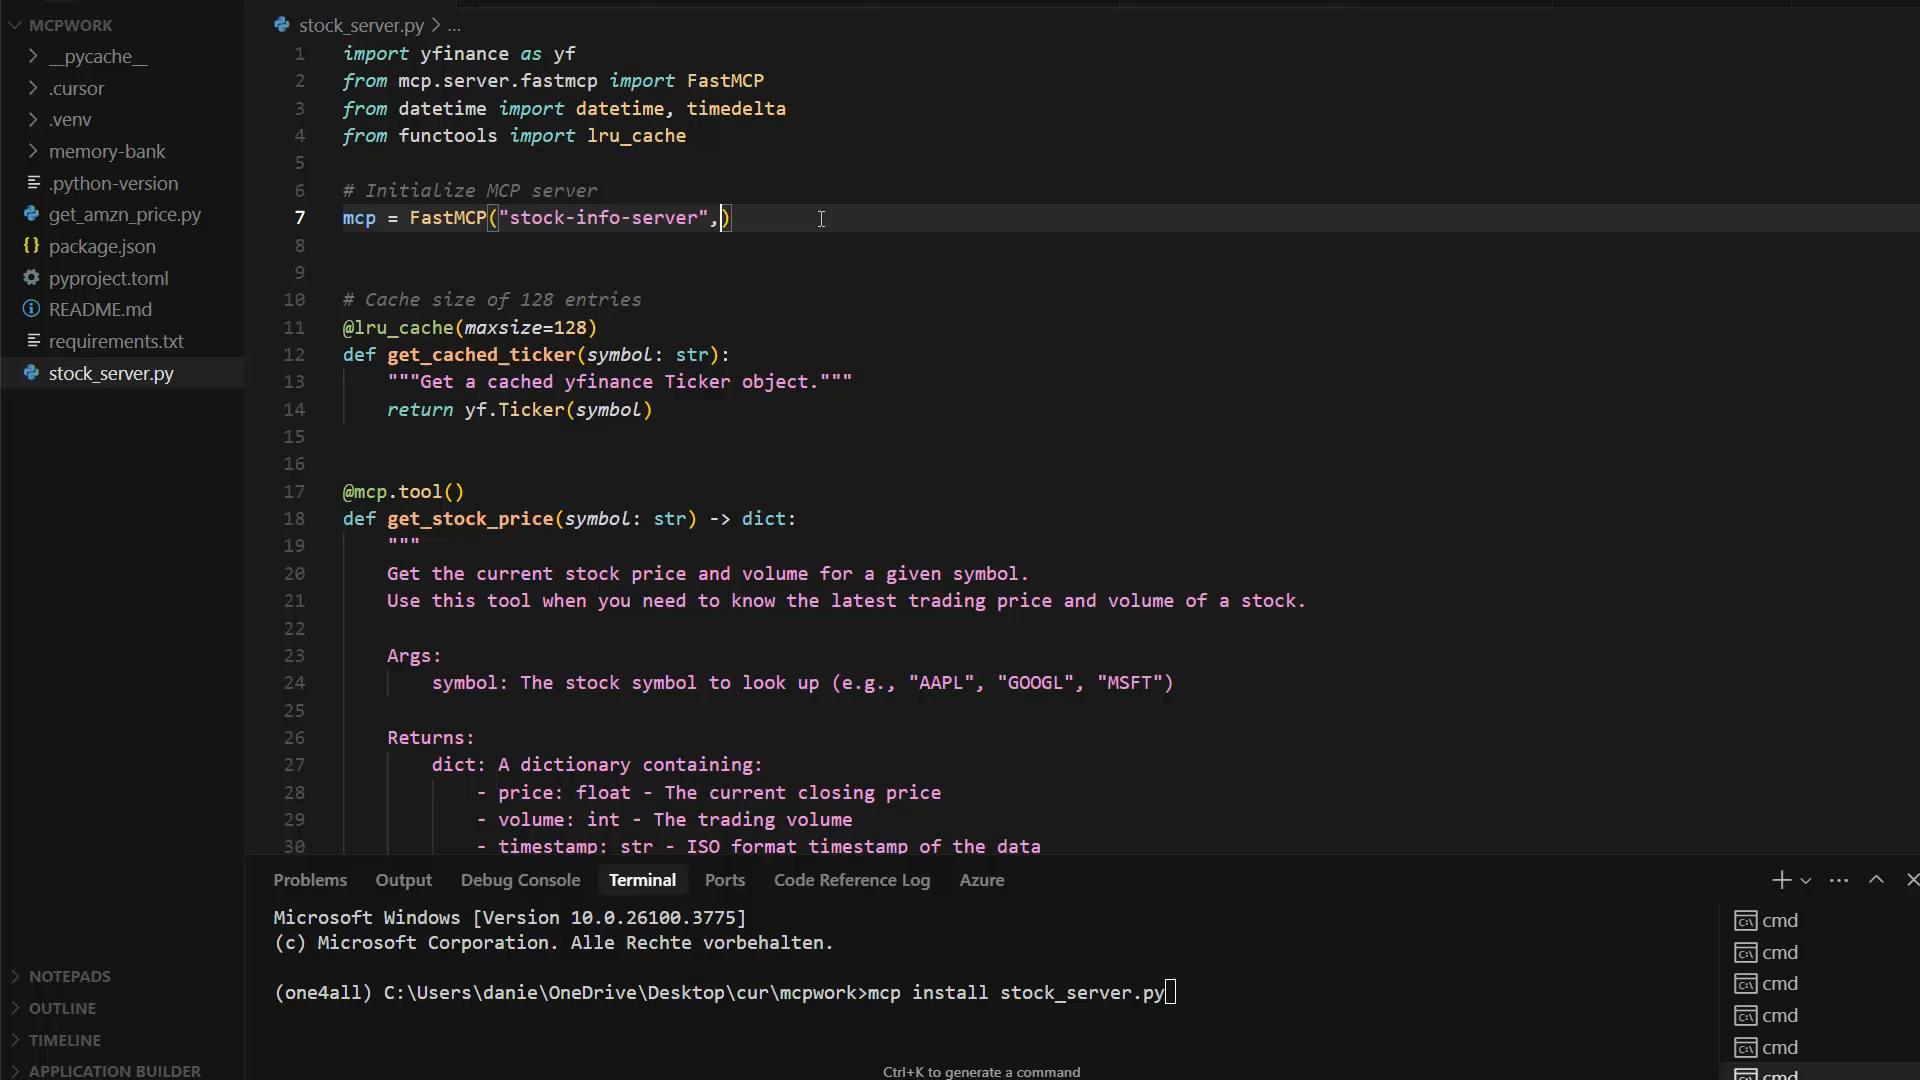 MCPWORK
__pycache__
.cursor
.venv
memory-bank
.python-version
get_amzn_price.py
package.json
pyproject.toml
README.md
requirements.txt
stock_server.py
NOTEPADS
OUTLINE
TIMELINE
APPLICATION BUILDER
stock_server.py > ...
1 import yfinance as yf
2 from mcp.server.fastmcp import FastMCP
3 from datetime import datetime, timedelta
4 from functools import lru_cache
5
6 # Initialize MCP server
7 mcp = FastMCP("stock-info-server",)
8
9
10 # Cache size of 128 entries
11 @lru_cache(maxsize=128)
12 def get_cached_ticker(symbol: str):
13 """Get a cached yfinance Ticker object."""
14 return yf.Ticker(symbol)
15
16
17 @mcp.tool()
18 def get_stock_price(symbol: str) -> dict:
19 """
20 Get the current stock price and volume for a given symbol.
21 Use this tool when you need to know the latest trading price and volume of a stock.
22
23 Args:
24 symbol: The stock symbol to look up (e.g., "AAPL", "GOOGL", "MSFT")
25
26 Returns:
27 dict: A dictionary containing:
28 - price: float - The current closing price
29 - volume: int - The trading volume
30 - timestamp: str - ISO format timestamp of the data
Problems Output Debug Console Terminal Ports Code Reference Log Azure
Microsoft Windows [Version 10.0.26100.3775]
(c) Microsoft Corporation. Alle Rechte vorbehalten.
(one4all) C:\Users\danie\OneDrive\Desktop\cur\mcpwork>mcp install stock_server.py
cmd
cmd
cmd
cmd
cmd
cmd
Ctrl+K to generate a command